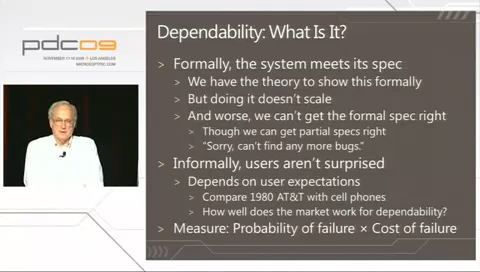 pdc09
NOVEMBER 17-19 2009 LOS ANGELES
MICROSOFTPDC.COM
Dependability: What Is It?
> Formally, the system meets its spec
> We have the theory to show this formally
> But doing it doesn't scale
> And worse, we can't get the formal spec right
> Though we can get partial specs right
> "Sorry, can't find any more bugs."
> Informally, users aren't surprised
> Depends on user expectations
> Compare 1980 AT&T with cell phones
> How well does the market work for dependability?
> Measure: Probability of failure × Cost of failure